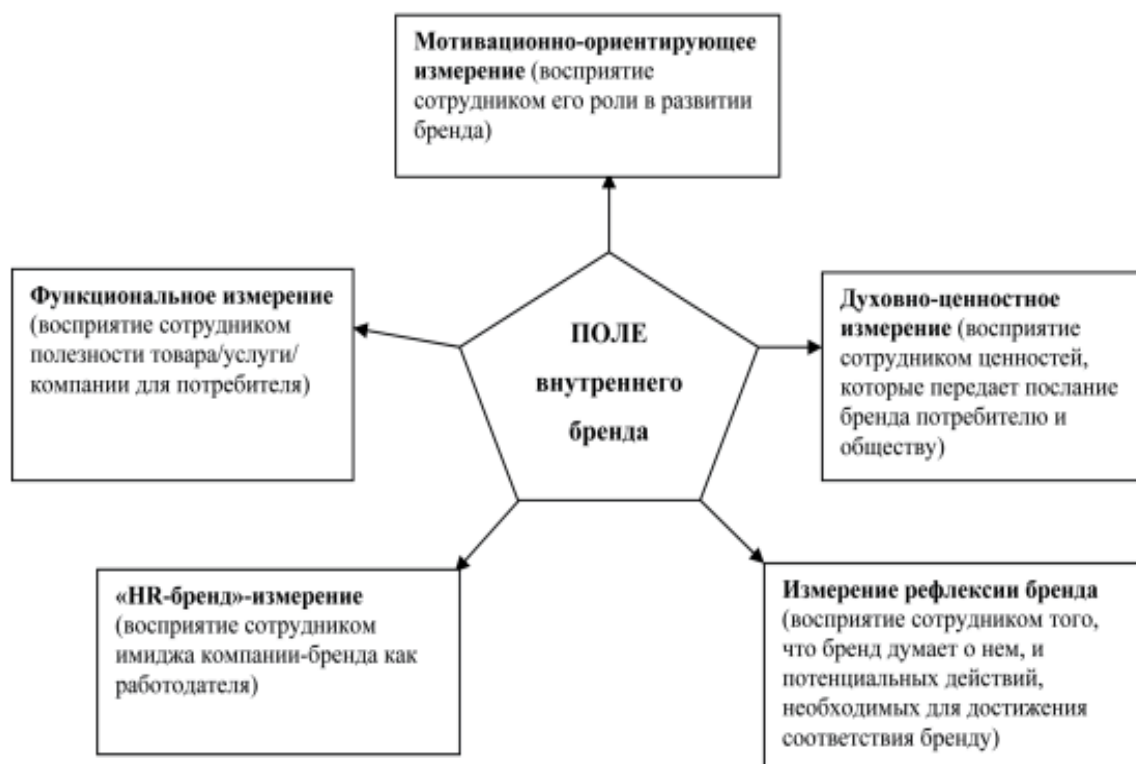 Мотивационно-ориентирующее
измерение (восприятие
сотрудником его роли в развитии
бренда)
Функциональное измерение
(восприятие сотрудником
полезности товара/услуги/
компании для потребителя)
ПОЛЕ
внутреннего
бренда
Духовно-ценностное
измерение (восприятие
сотрудником ценностей,
которые передает послание
бренда потребителю и
обществу)
«HR-бренд»-измерение
(восприятие сотрудником
имиджа компании-бренда как
работодателя)
Измерение рефлексии бренда
(восприятие сотрудником того,
что бренд думает о нем, и
потенциальных действий,
необходимых для достижения
соответствия бренду)